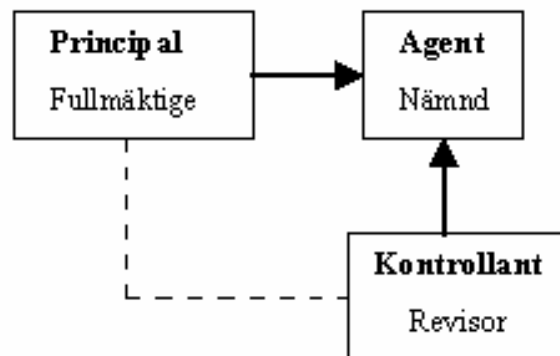 Principal
Fullmäktige
Agent
Nämnd
Kontrollant
Revisor